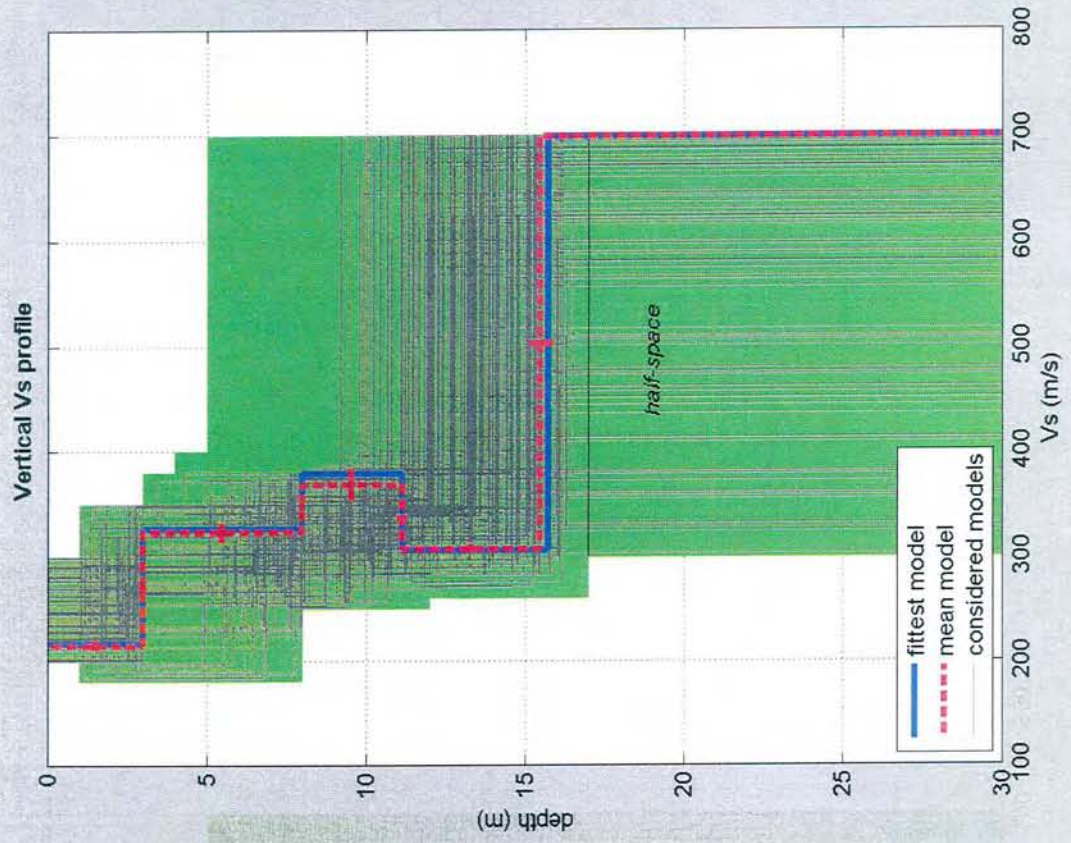 Vertical Vs profile
0
5
10
15
20
25
30
depth (m)
half-space
fittest model
mean model
considered models
100
200
300
400
500
600
700
800
Vs (m/s)